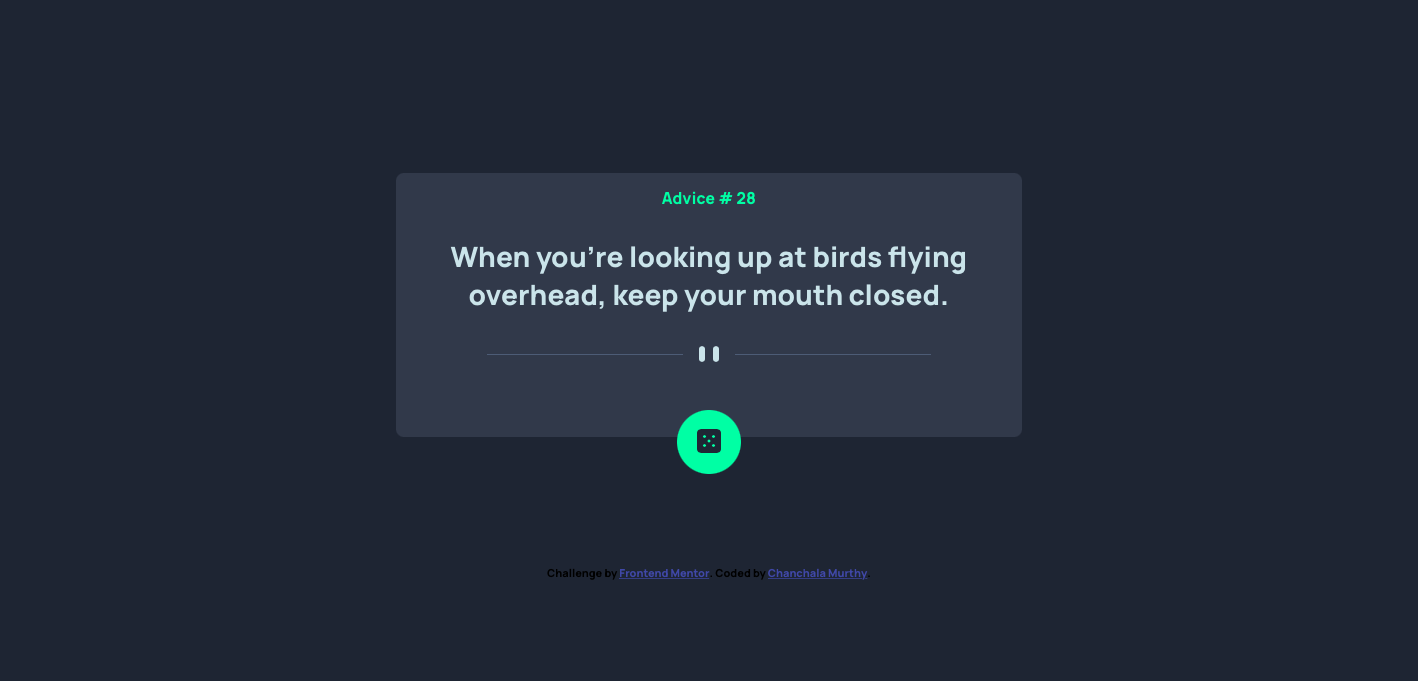 Advice # 28
When you’re looking up at birds flying
overhead, keep your mouth closed.
Challenge by Frontend Mentor. Coded by Chanchala Murthy.